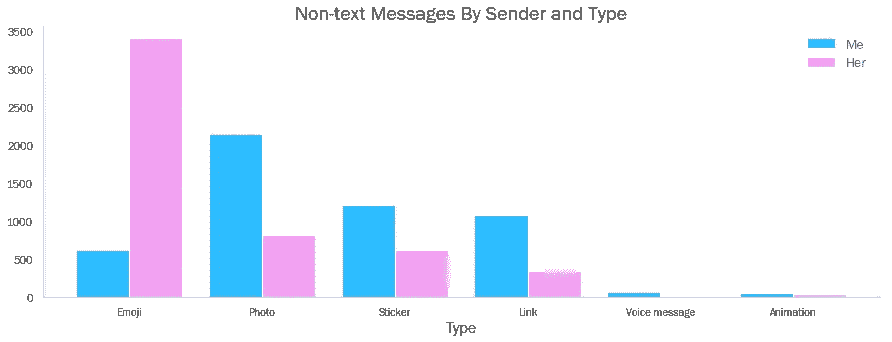 Non-text Messages By Sender and Type
3500
3000
2500
2000
1500
1000
500
0
Me
Her
Emoji Photo Sticker Link Voice message Animation
Type